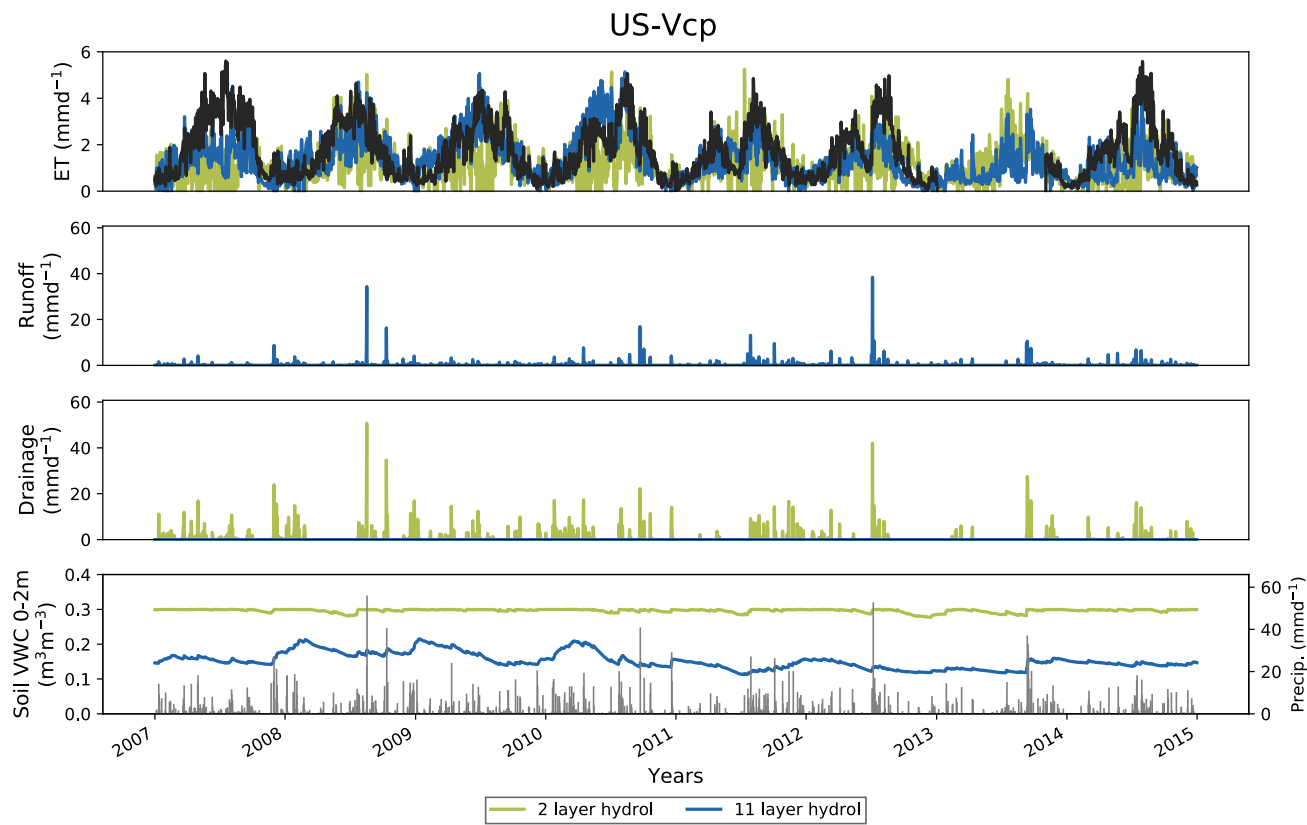 US-Vcp
ET (mmd⁻¹)
6
4
2
0
Runoff
(mmd⁻¹)
60
40
20
0
Drainage
(mmd⁻¹)
60
40
20
0
Soil VWC 0-2m
(m³m⁻³)
0.4
0.3
0.2
0.1
0.0
60
40
20
0
Precip. (mmd⁻¹)
2007 2008 2009 2010 2011 2012 2013 2014 2015
Years
2 layer hydrol 11 layer hydrol